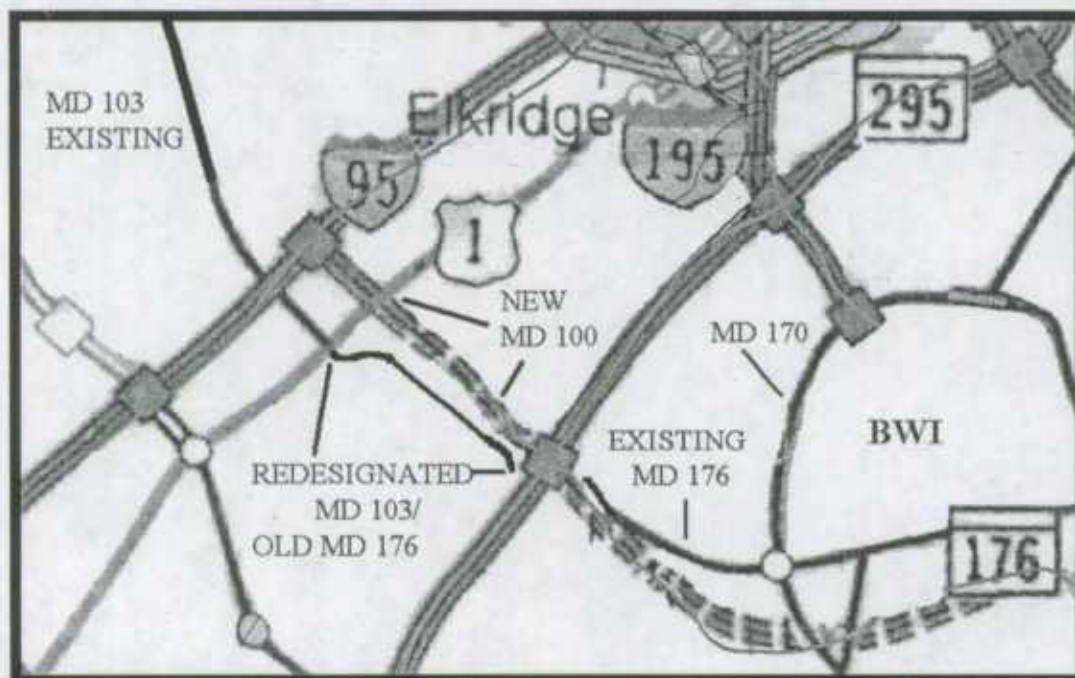 MD 103
EXISTING
Elkridge
95
195
295
1
NEW
MD 100
MD 170
BWI
EXISTING
MD 176
REDESIGNATED
MD 103/
OLD MD 176
176